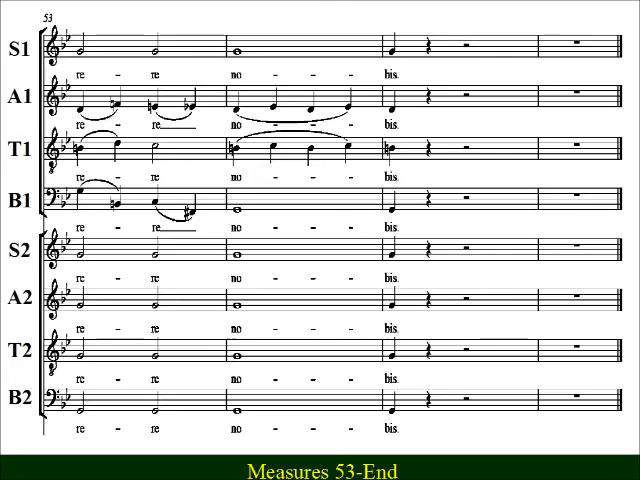 53
S1
re - re no - - - bis.
A1
re - re no - - - bis.
T1
re - re no - - - bis.
B1
re - re no - - - bis.
S2
re - re no - - - bis.
A2
re - re no - - - bis.
T2
re - re no - - - bis.
B2
re - re no - - - bis.
Measures 53-End